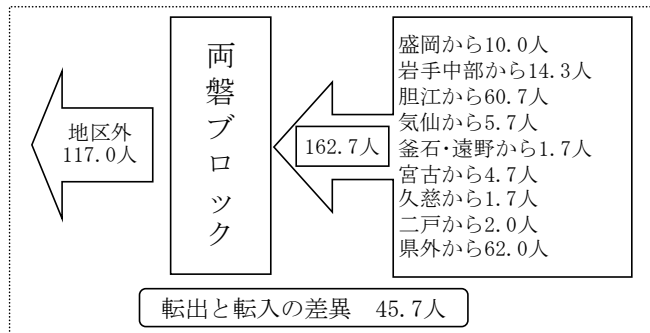 地区外
117.0人
両磐ブロック
162.7人
盛岡から10.0人
岩手中部から14.3人
胆江から60.7人
気仙から5.7人
釜石・遠野から1.7人
宮古から4.7人
久慈から1.7人
二戸から2.0人
県外から62.0人
転出と転入の差異　45.7人